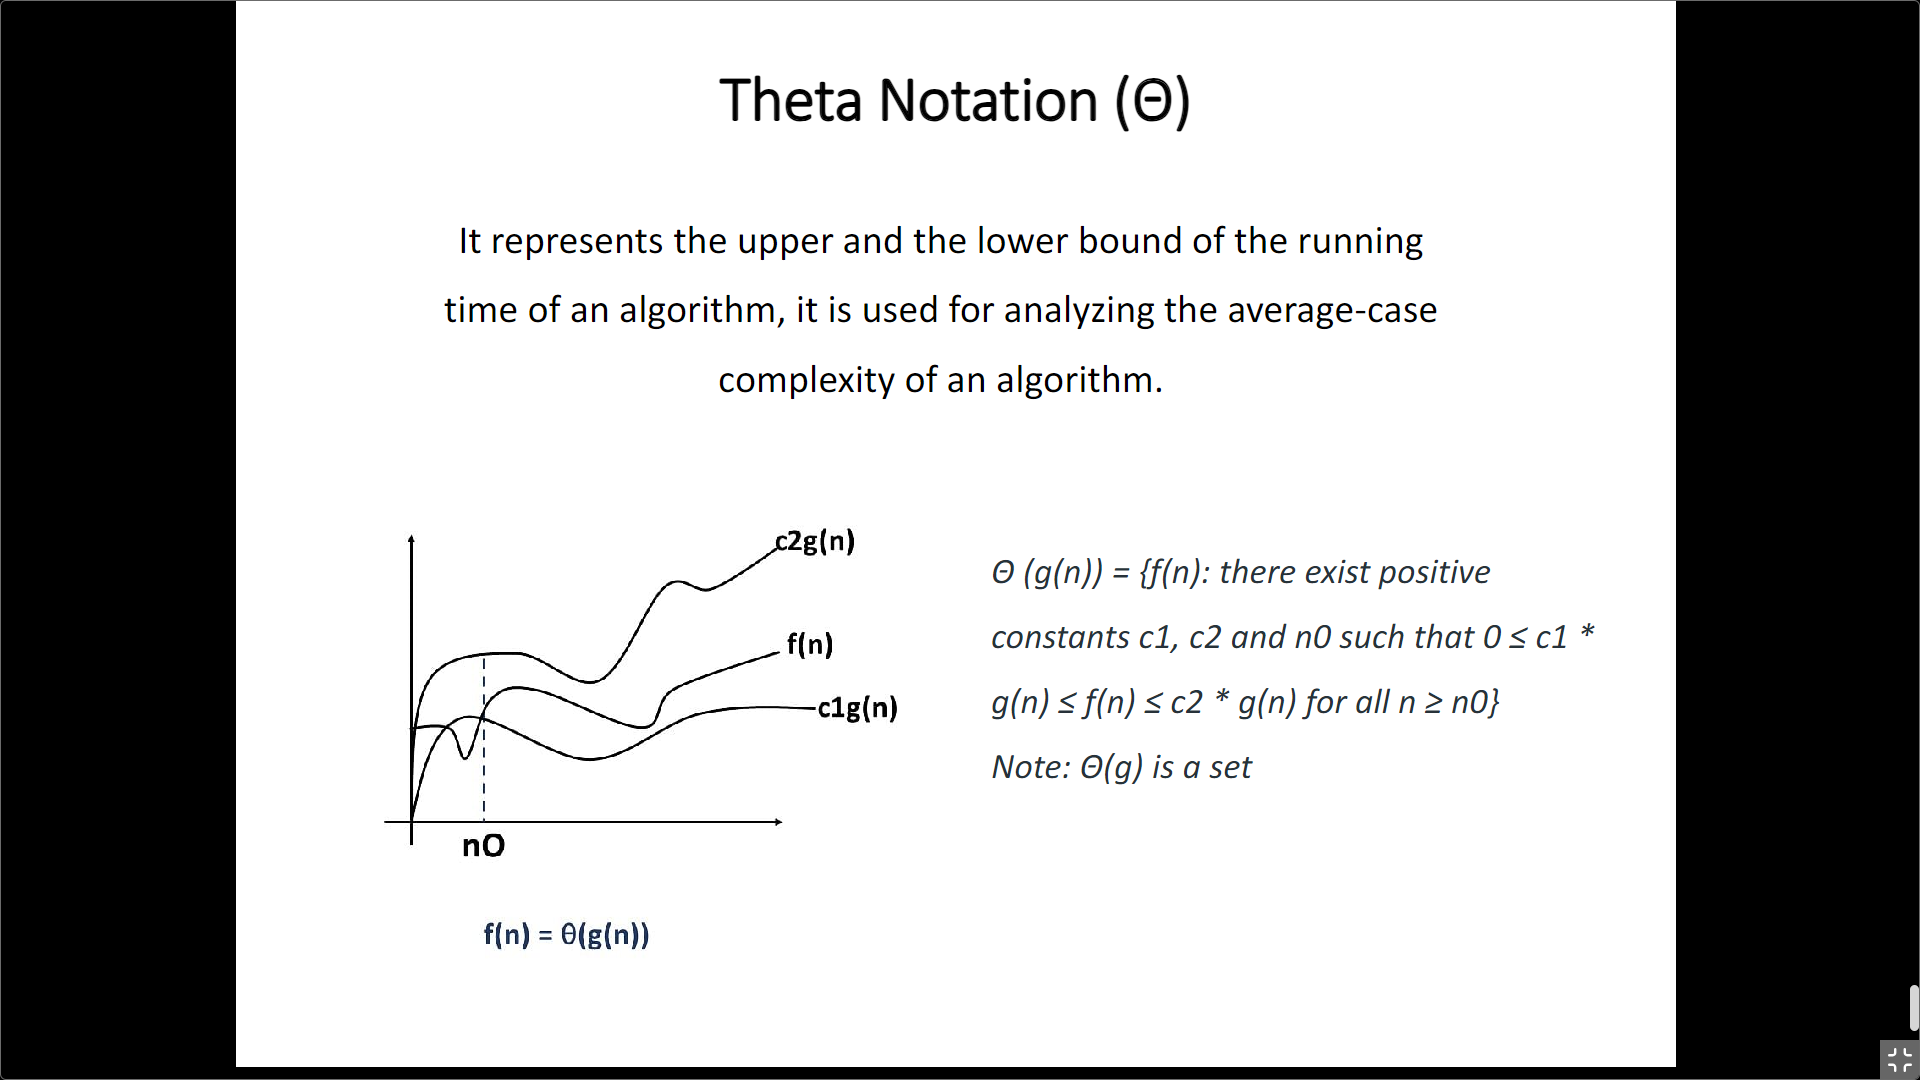 Theta Notation (Θ)
It represents the upper and the lower bound of the running
time of an algorithm, it is used for analyzing the average-case
complexity of an algorithm.
c2g(n)
f(n)
c1g(n)
n0
f(n) = θ(g(n))
Θ (g(n)) = {f(n): there exist positive
constants c1, c2 and n0 such that 0 ≤ c1 *
g(n) ≤ f(n) ≤ c2 * g(n) for all n ≥ n0}
Note: Θ(g) is a set